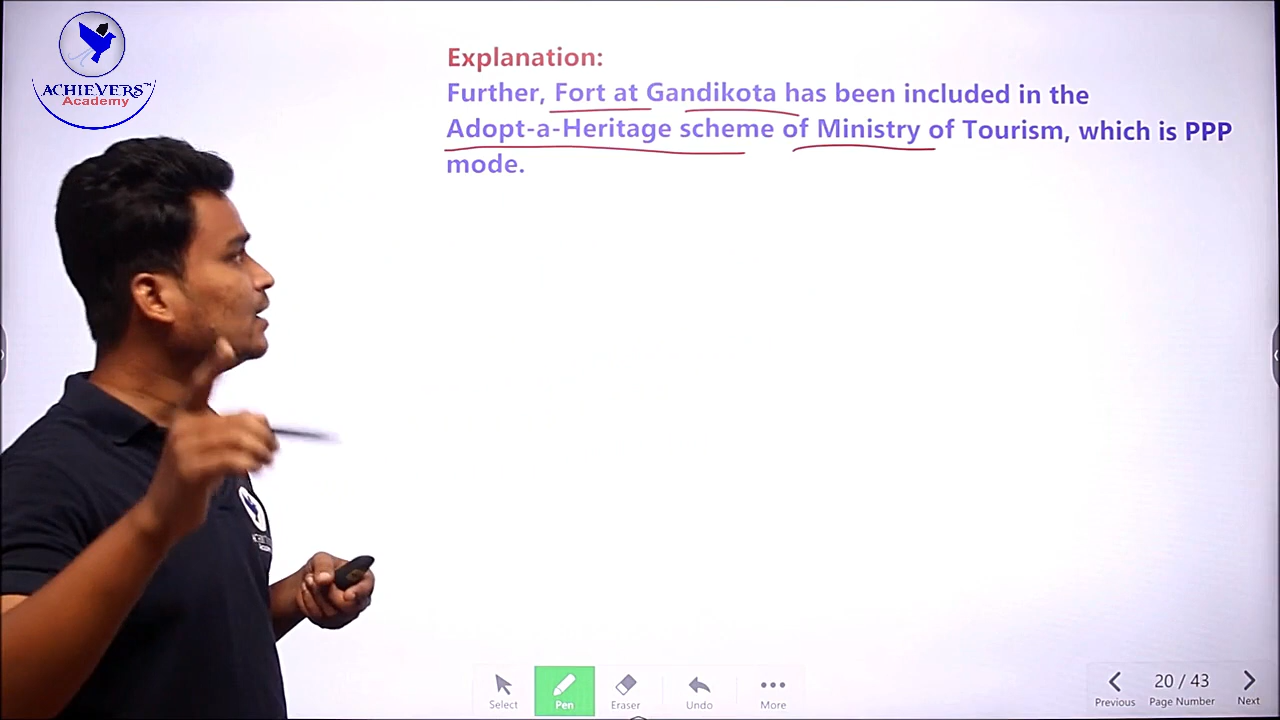 ACHIEVERS™
Academy
Explanation:
Further, Fort at Gandikota has been included in the
Adopt-a-Heritage scheme of Ministry of Tourism, which is PPP
mode.
Select
Pen
Eraser
Undo
More
Previous
20 / 43
Page Number
Next